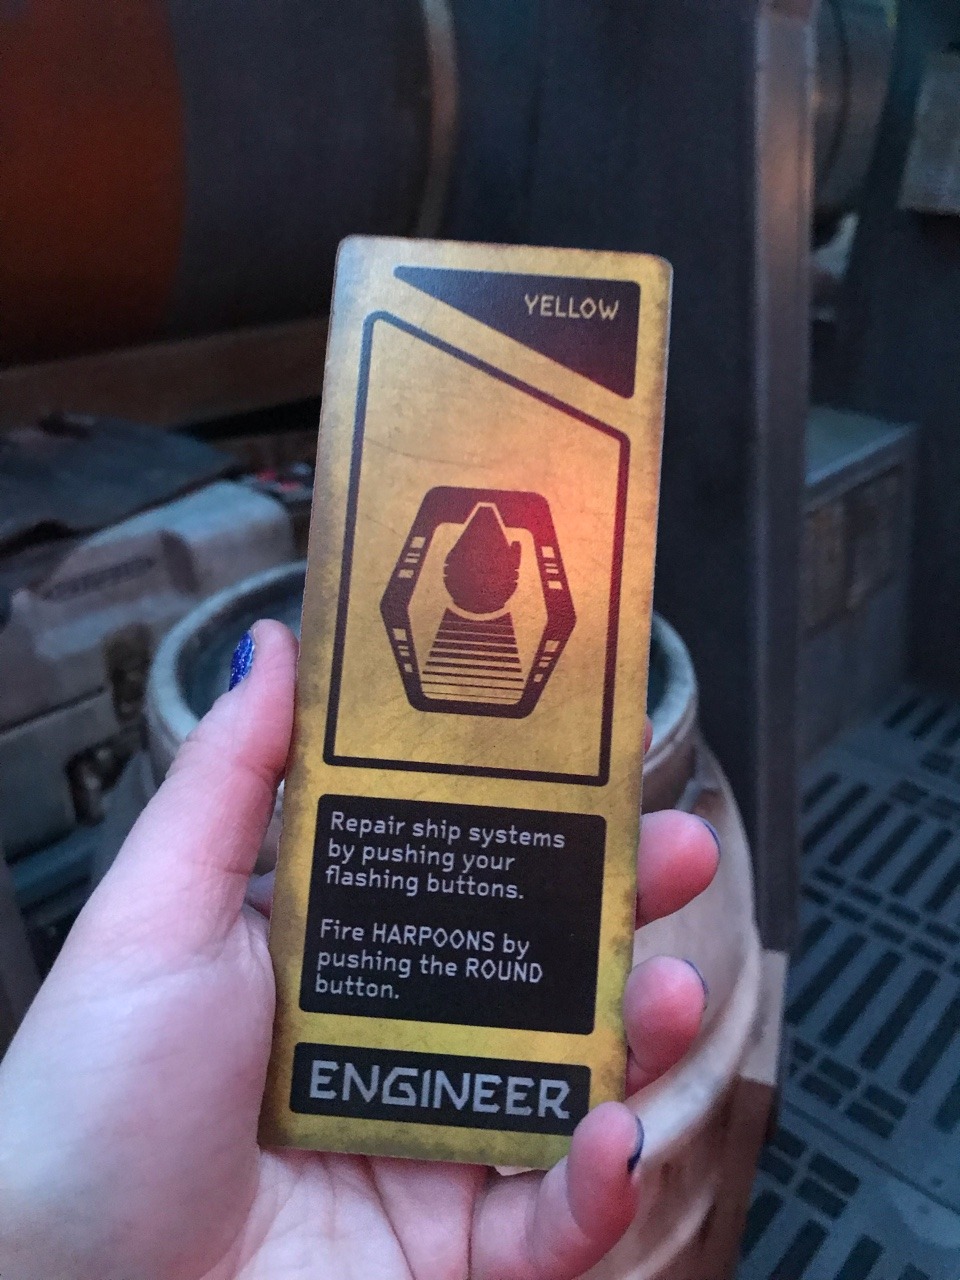 YELLOW
Repair ship systems
by pushing your
flashing buttons.
Fire HARPOONS by
pushing the ROUND
button.
ENGINEER